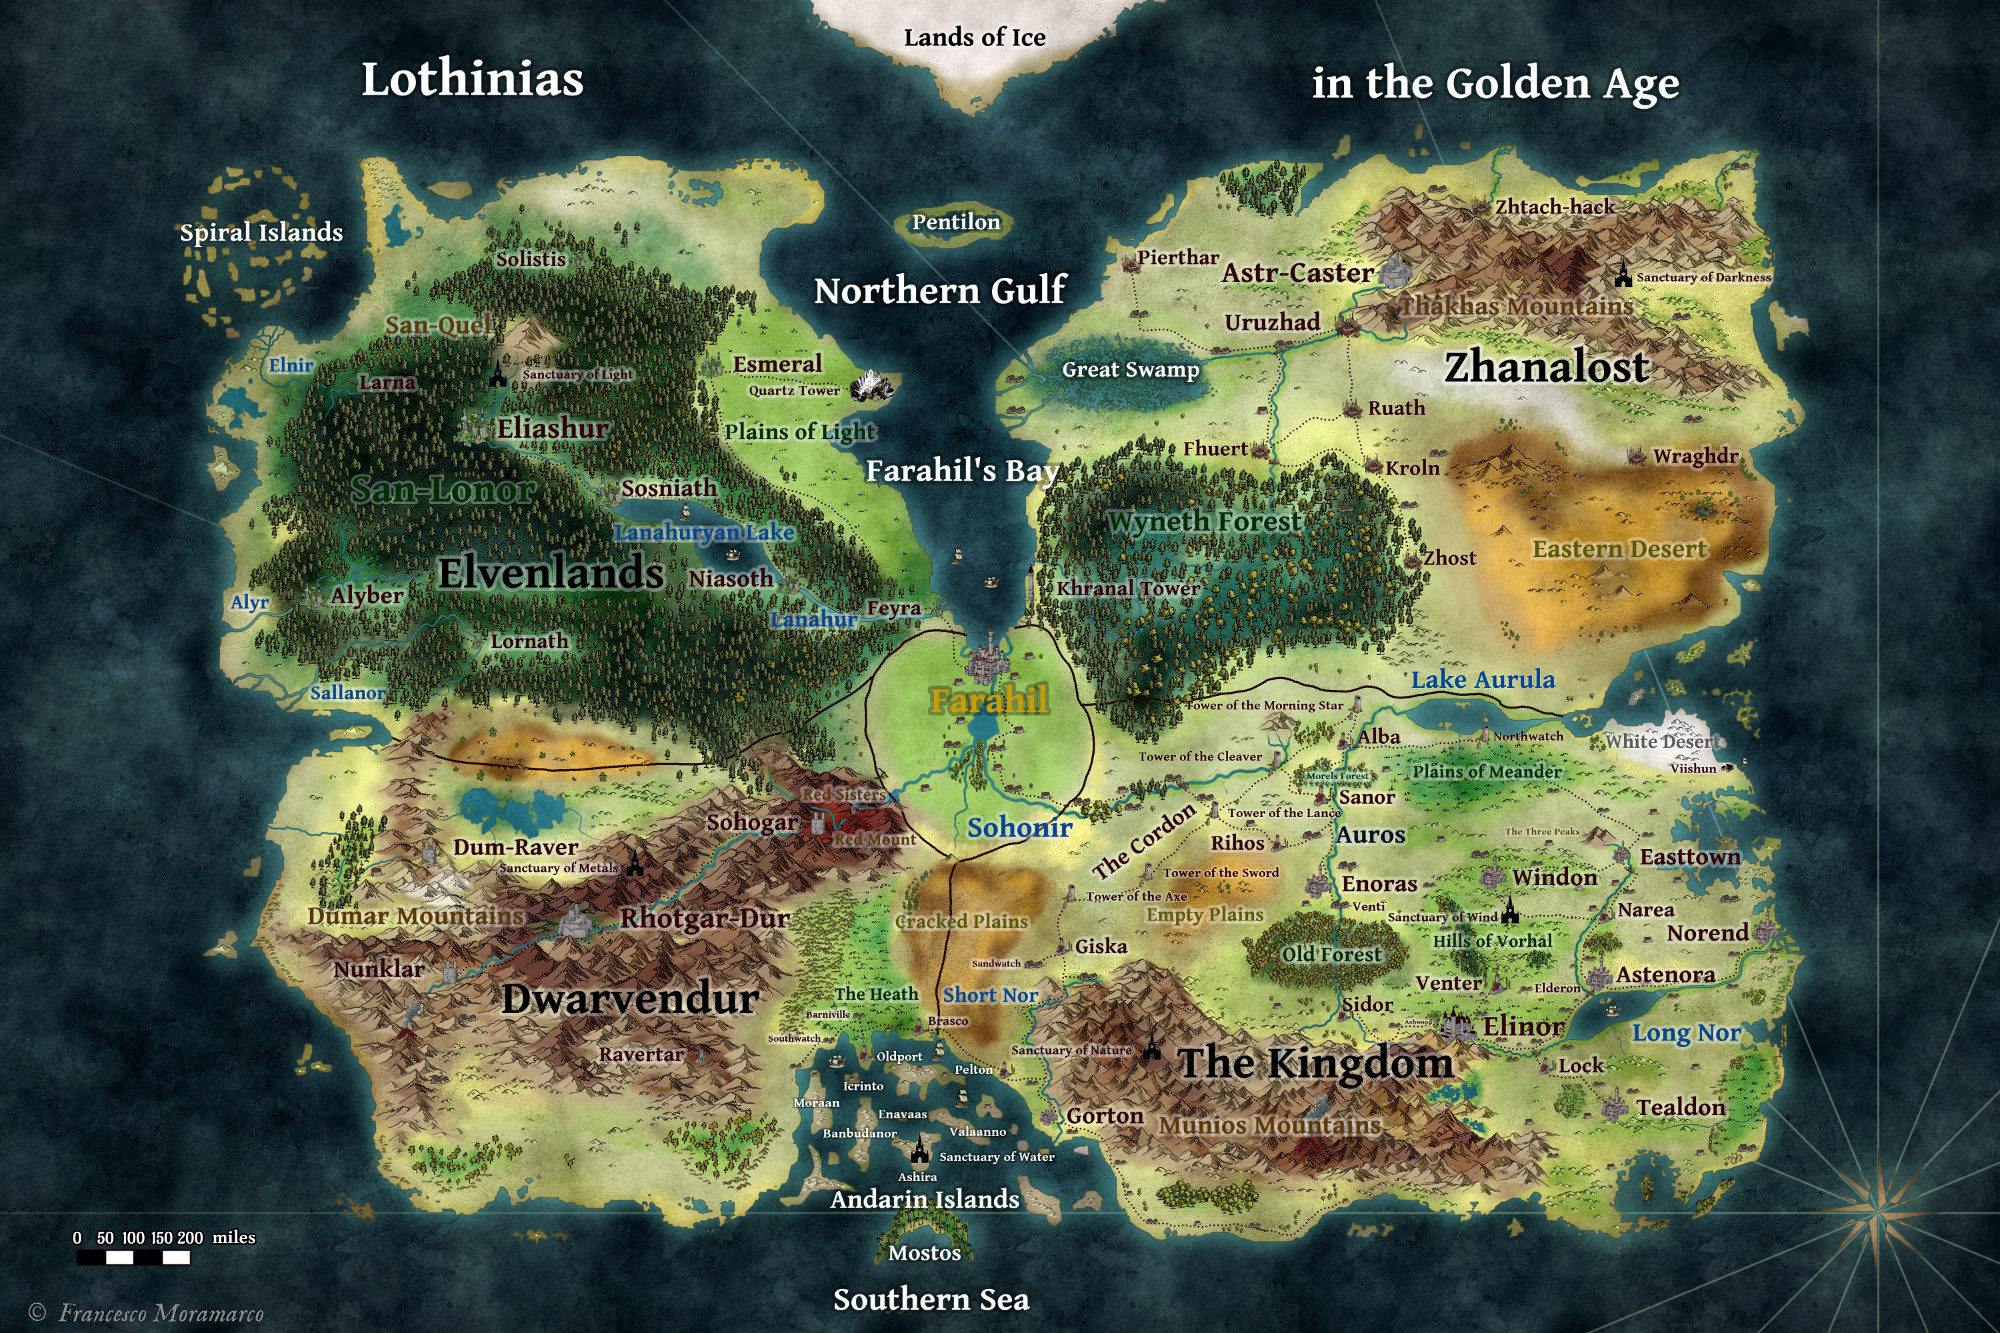 Lands of Ice
Lothinias
in the Golden Age
Spiral Islands
Pentilon
Northern Gulf
Farahil's Bay
Solistis
San-Quel
Elnir
Larna
Sanctuary of Light
Eliashur
Esmeral
Quartz Tower
Plains of Light
San-Lonor
Sosniath
Lanahuryan Lake
Elvenlands
Niasoth
Alyr
Alyber
Lanahur
Feyra
Lornath
Sallanor
Pierthar
Astr-Caster
Zhtach-hack
Sanctuary of Darkness
Thakhas Mountains
Uruzhad
Great Swamp
Zhanalost
Ruath
Fhuert
Kroln
Wraghdr
Wyneth Forest
Eastern Desert
Zhost
Khranal Tower
Farahil
Sohonir
Lake Aurula
Tower of the Morning Star
Alba
Northwatch
White Desert
Viishun
Tower of the Cleaver
Morels Forest
Plains of Meander
Sanor
Tower of the Lance
The Cordon
Rihos
Auros
The Three Peaks
Easttown
Tower of the Sword
Enoras
Windon
Tower of the Axe
Empty Plains
Venti
Sanctuary of Wind
Narea
Norend
Giska
Old Forest
Hills of Vorhal
Sandwatch
Venter
Elderon
Astenora
Short Nor
Sidor
Ashwood
Elinor
Long Nor
Sanctuary of Nature
The Kingdom
Lock
Gorton
Munios Mountains
Tealdon
Red Sisters
Sohogar
Red Mount
Dum-Raver
Sanctuary of Metals
Dumar Mountains
Rhotgar-Dur
Cracked Plains
Nunklar
Dwarvendur
The Heath
Barniville
Brasco
Southwatch
Ravertar
Oldport
Pelton
Icrinto
Moraan
Enavaas
Banbudanor
Valaanno
Sanctuary of Water
Ashira
Andarin Islands
Mostos
Southern Sea
0 50 100 150 200 miles
© Francesco Moramarco